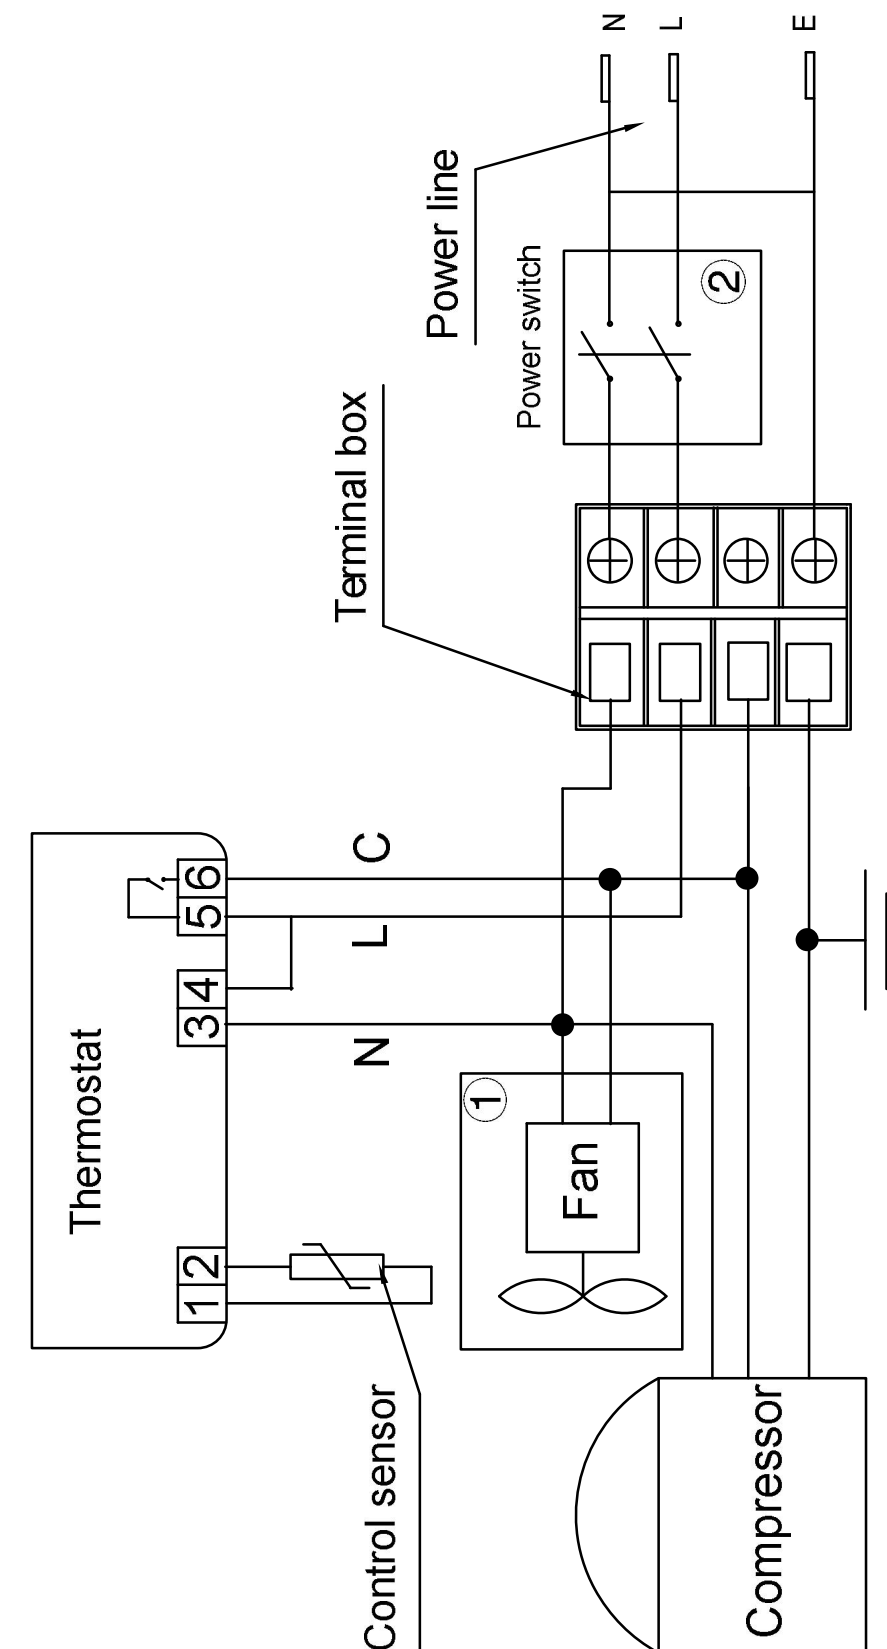 Thermostat
1 2
3 4
5 6
N
L
C
Control sensor
Terminal box
Power line
Power switch
N
L
E
①
②
Fan
Compressor